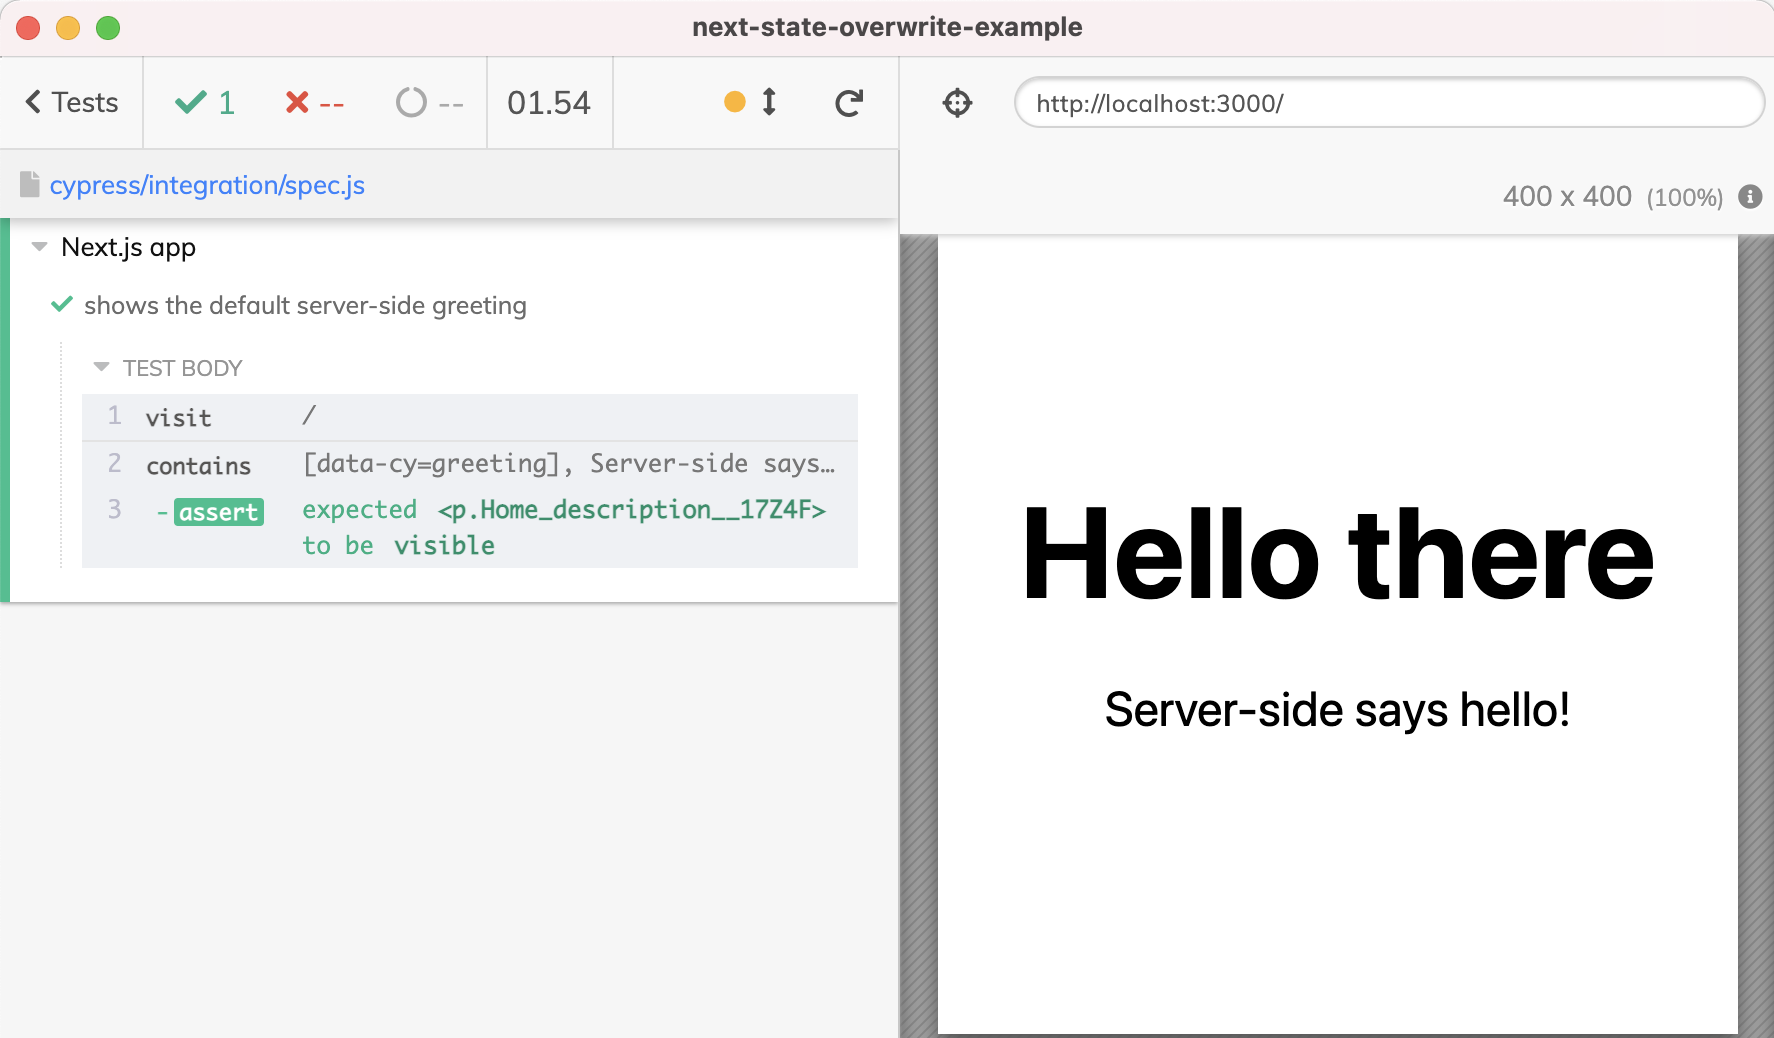 next-state-overwrite-example
Tests 1 -- -- 01.54
http://localhost:3000/
cypress/integration/spec.js
400 x 400 (100%)
Next.js app
shows the default server-side greeting
TEST BODY
1 visit /
2 contains [data-cy=greeting], Server-side says…
3 -assert expected <p.Home_description__17Z4F>
to be visible
Hello there
Server-side says hello!